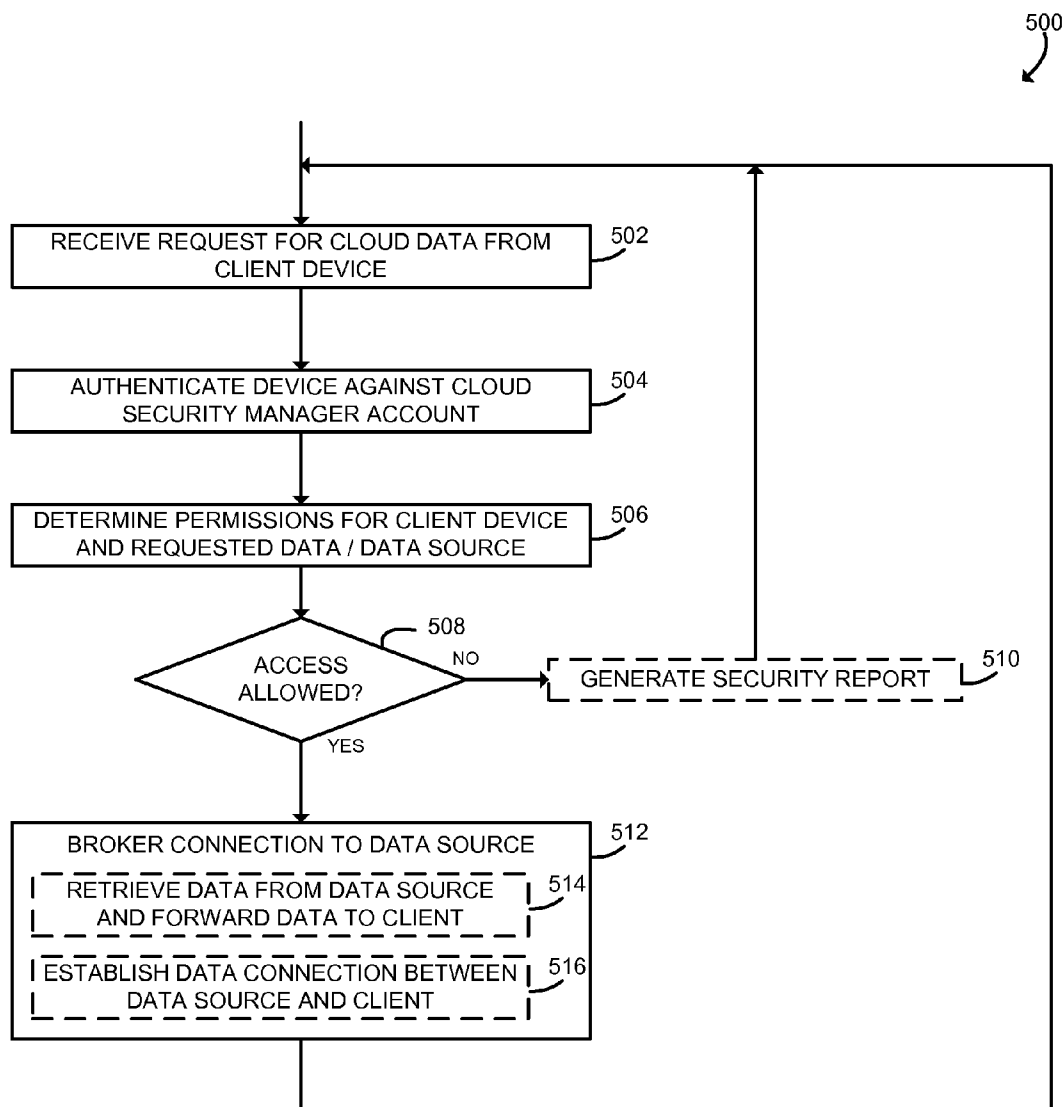 500
RECEIVE REQUEST FOR CLOUD DATA FROM
CLIENT DEVICE
502
AUTHENTICATE DEVICE AGAINST CLOUD
SECURITY MANAGER ACCOUNT
504
DETERMINE PERMISSIONS FOR CLIENT DEVICE
AND REQUESTED DATA / DATA SOURCE
506
508
ACCESS
ALLOWED?
NO
GENERATE SECURITY REPORT
510
YES
BROKER CONNECTION TO DATA SOURCE
512
RETRIEVE DATA FROM DATA SOURCE
AND FORWARD DATA TO CLIENT
514
ESTABLISH DATA CONNECTION BETWEEN
DATA SOURCE AND CLIENT
516